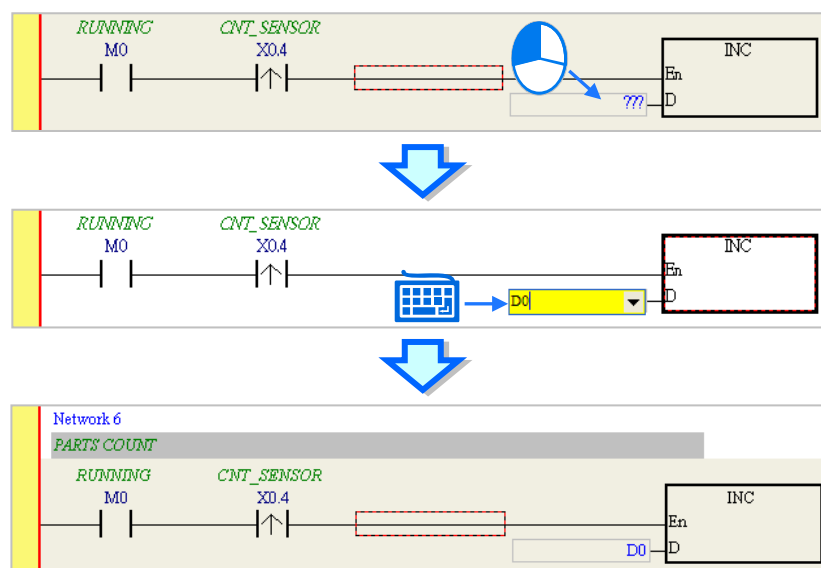 RUNNING CNT_SENSOR
M0 X0.4 INC
En
??? D
RUNNING CNT_SENSOR
M0 X0.4 INC
En
D0 D
Network 6
PARTS COUNT
RUNNING CNT_SENSOR
M0 X0.4 INC
En
D0 D